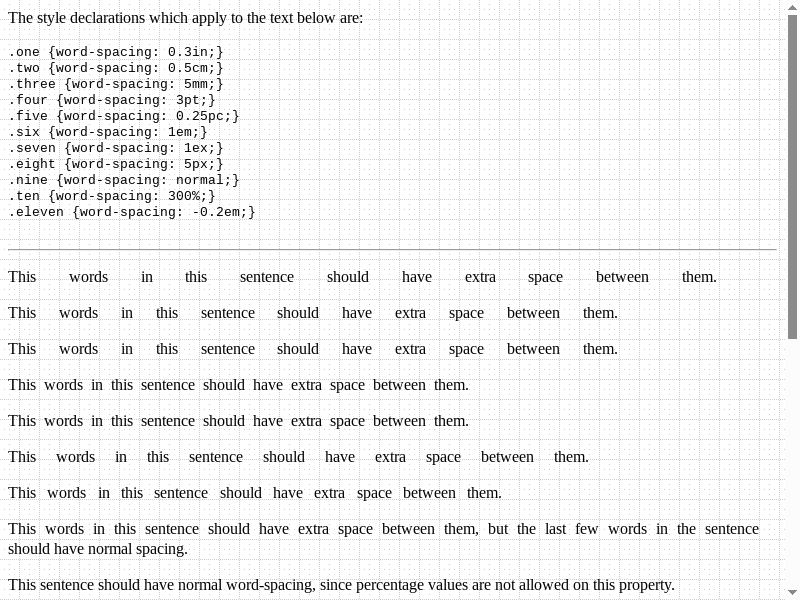 The style declarations which apply to the text below are:
.one {word-spacing: 0.3in;}
.two {word-spacing: 0.5cm;}
.three {word-spacing: 5mm;}
.four {word-spacing: 3pt;}
.five {word-spacing: 0.25pc;}
.six {word-spacing: 1em;}
.seven {word-spacing: 1ex;}
.eight {word-spacing: 5px;}
.nine {word-spacing: normal;}
.ten {word-spacing: 300%;}
.eleven {word-spacing: -0.2em;}
This words in this sentence should have extra space between them.
This words in this sentence should have extra space between them.
This words in this sentence should have extra space between them.
This words in this sentence should have extra space between them.
This words in this sentence should have extra space between them.
This words in this sentence should have extra space between them.
This words in this sentence should have extra space between them.
This words in this sentence should have extra space between them, but the last few words in the sentence
should have normal spacing.
This sentence should have normal word-spacing, since percentage values are not allowed on this property.